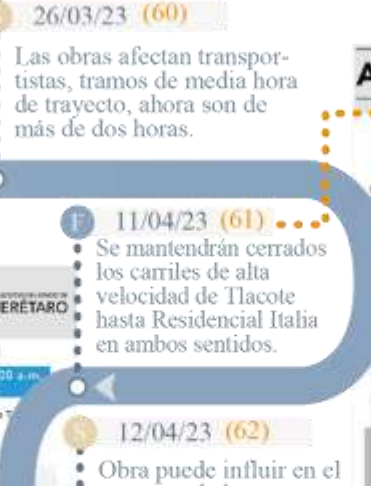 26/03/23 (60)
Las obras afectan transpor-
tistas, tramos de media hora
de trayecto, ahora son de
más de dos horas.
F 11/04/23 (61)
Se mantendrán cerrados
los carriles de alta
velocidad de Tlacote
hasta Residencial Italia
en ambos sentidos.
S 12/04/23 (62)
Obra puede influir en el